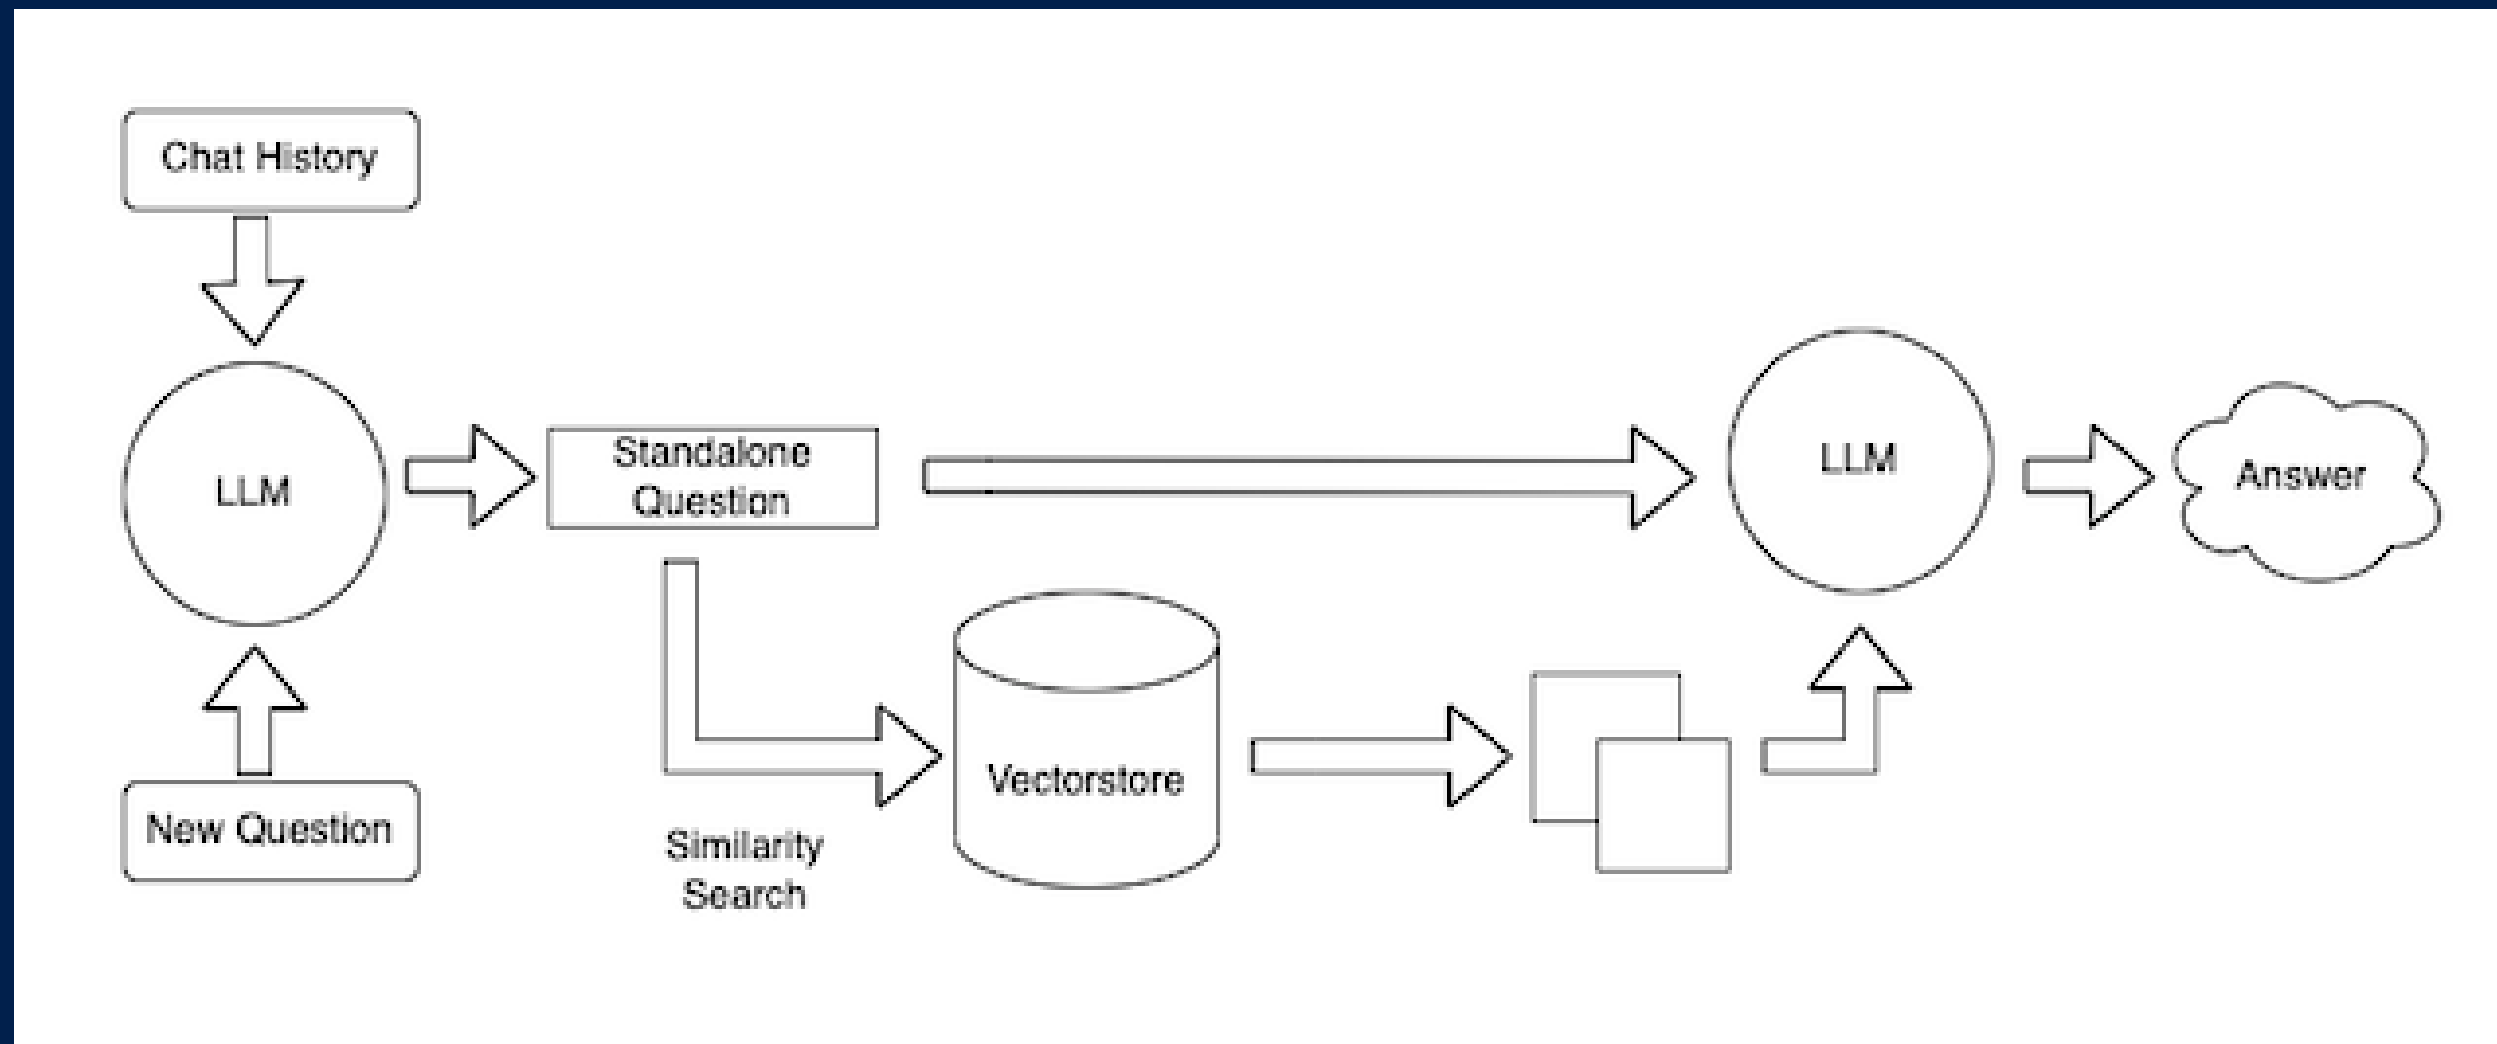 Chat History
LLM
New Question
Standalone
Question
Similarity
Search
Vectorstore
LLM
Answer